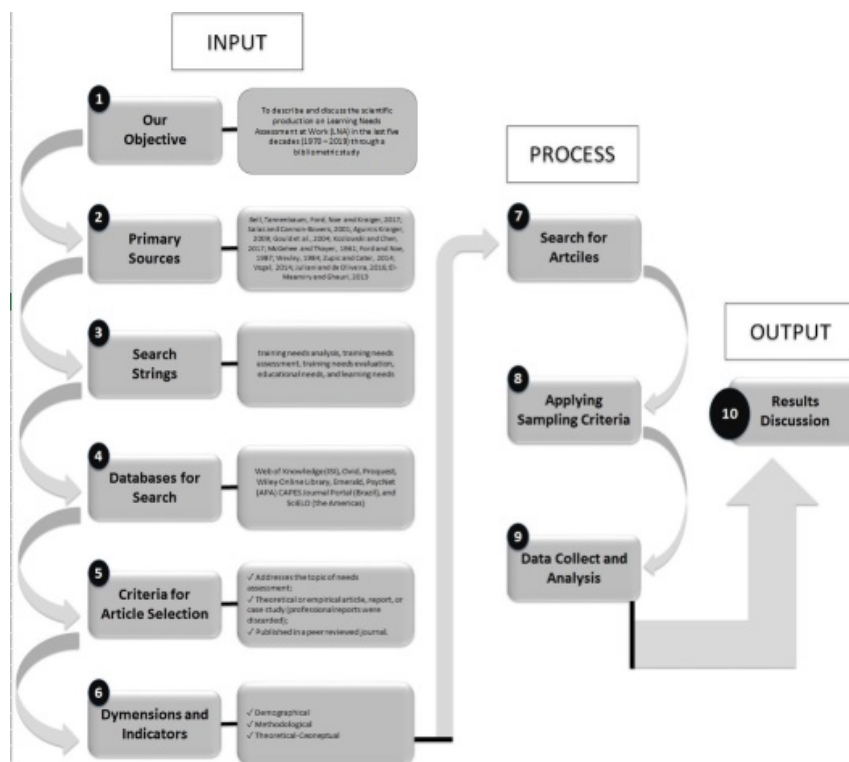 INPUT
1
Our
Objective
To describe and discuss the scientific
production on Learning Needs
Assessment at Work (LNA) in the last five
decades (1970 – 2019) through a
bibliometric study
2
Primary
Sources
Bell, Tannenbaum, Ford, Noe and Kraiger, 2017;
Salas and Cannon-Bowers, 2001; Aguinis Kraiger,
2009; Gould et al., 2004; Kozlowski and Chen,
2017; McGehee and Thayer, 1961; Ford and Noe,
1987; Wexley, 1984; Zupic and Cater, 2014;
Vogel, 2014; Juliani and de Oliveira, 2016; El-
and Ghauri, 2013
3
Search
Strings
training needs analysis, training needs
assessment, training needs evaluation,
educational needs, and learning needs
4
Databases for
Search
Web of Knowledge(ISI), Ovid, Proquest,
Wiley Online Library, Emerald, PsycNet
(APA) CAPES Journal Portal (Brazil), and
SciELO (the Americas)
5
Criteria for
Article Selection
✓ Addresses the topic of needs
assessment;
✓ Theoretical or empirical article, report, or
case study (professional reports were
discarded);
✓ Published in a peer reviewed journal.
6
Dymensions and
Indicators
✓ Demographical
✓ Methodological
✓ Theoretical-Ceoneptual
PROCESS
7
Search for
Artciles
8
Applying
Sampling Criteria
9
Data Collect and
Analysis
OUTPUT
10
Results
Discussion